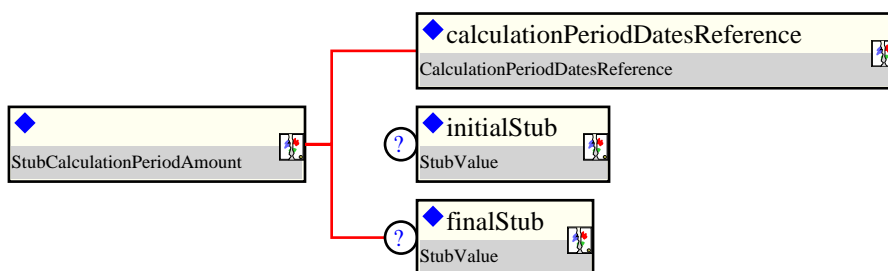 calculationPeriodDatesReference
CalculationPeriodDatesReference
StubCalculationPeriodAmount
? initialStub
StubValue
? finalStub
StubValue